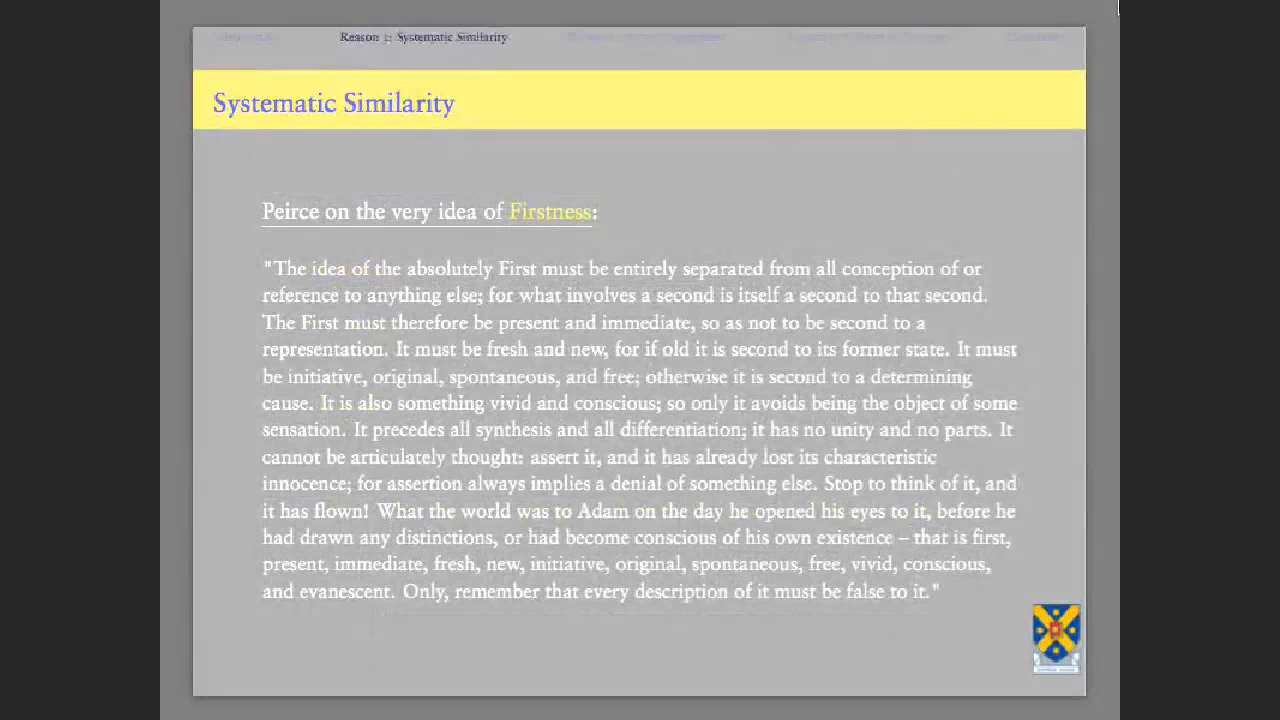 Reason 1: Systematic Similarity
Systematic Similarity
Peirce on the very idea of Firstness:
"The idea of the absolutely First must be entirely separated from all conception of or
reference to anything else; for what involves a second is itself a second to that second.
The First must therefore be present and immediate, so as not to be second to a
representation. It must be fresh and new, for if old it is second to its former state. It must
be initiative, original, spontaneous, and free; otherwise it is second to a determining
cause. It is also something vivid and conscious; so only it avoids being the object of some
sensation. It precedes all synthesis and all differentiation; it has no unity and no parts. It
cannot be articulately thought: assert it, and it has already lost its characteristic
innocence; for assertion always implies a denial of something else. Stop to think of it, and
it has flown! What the world was to Adam on the day he opened his eyes to it, before he
had drawn any distinctions, or had become conscious of his own existence – that is first,
present, immediate, fresh, new, initiative, original, spontaneous, free, vivid, conscious,
and evanescent. Only, remember that every description of it must be false to it."